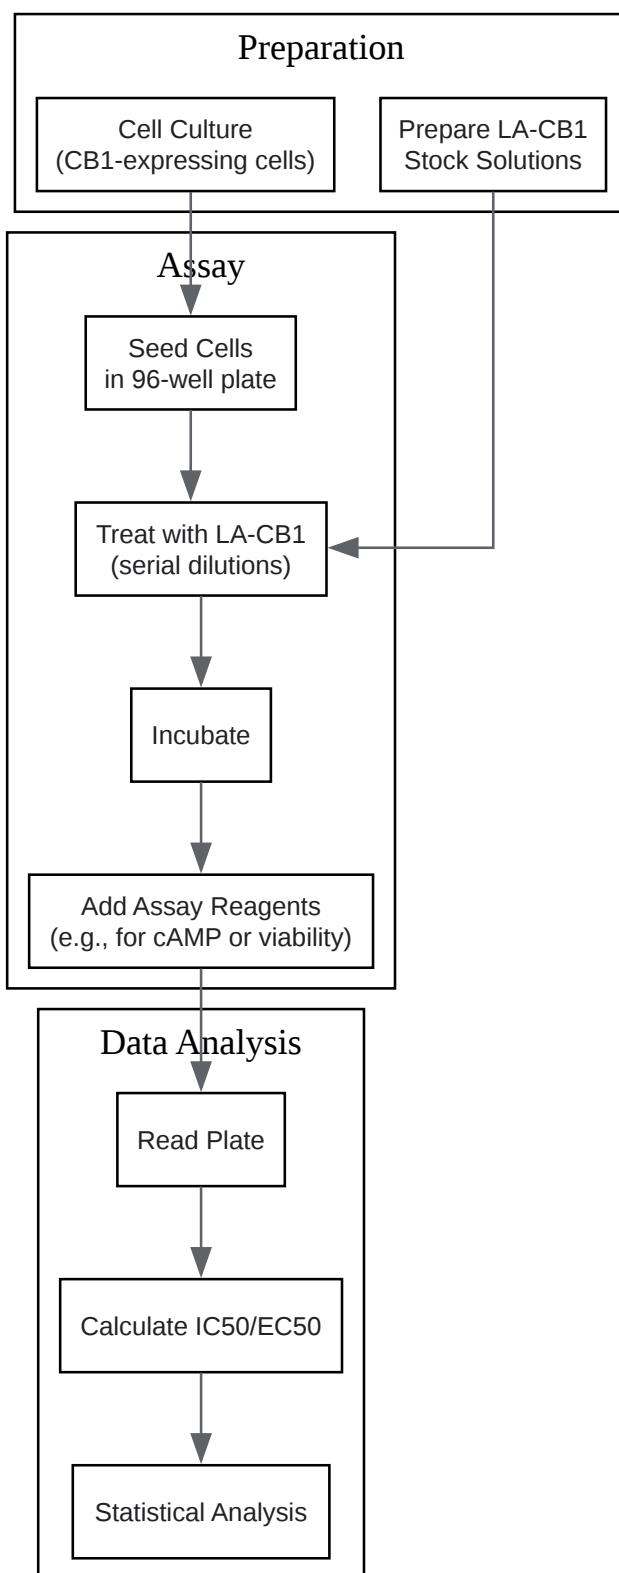 Preparation
Cell Culture
(CB1-expressing cells)
Prepare LA-CB1
Stock Solutions
Assay
Seed Cells
in 96-well plate
Treat with LA-CB1
(serial dilutions)
Incubate
Add Assay Reagents
(e.g., for cAMP or viability)
Data Analysis
Read Plate
Calculate IC50/EC50
Statistical Analysis